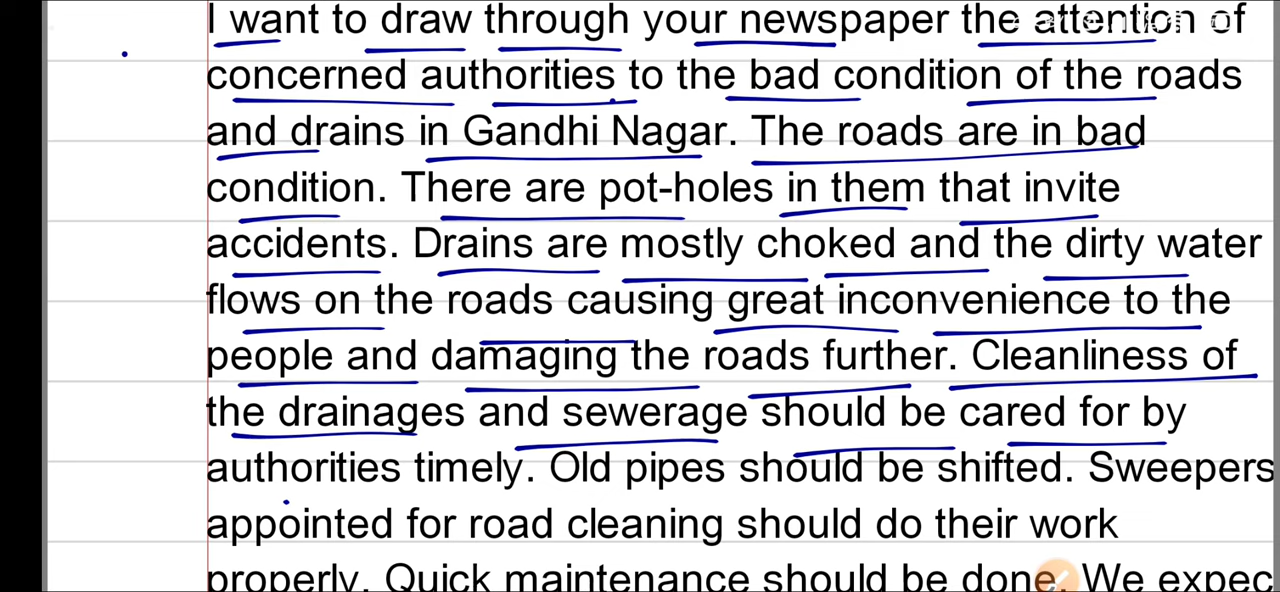 I want to draw through your newspaper the attention of
concerned authorities to the bad condition of the roads
and drains in Gandhi Nagar. The roads are in bad
condition. There are pot-holes in them that invite
accidents. Drains are mostly choked and the dirty water
flows on the roads causing great inconvenience to the
people and damaging the roads further. Cleanliness of
the drainages and sewerage should be cared for by
authorities timely. Old pipes should be shifted. Sweepers
appointed for road cleaning should do their work
properly. Quick maintenance should be done. We expec